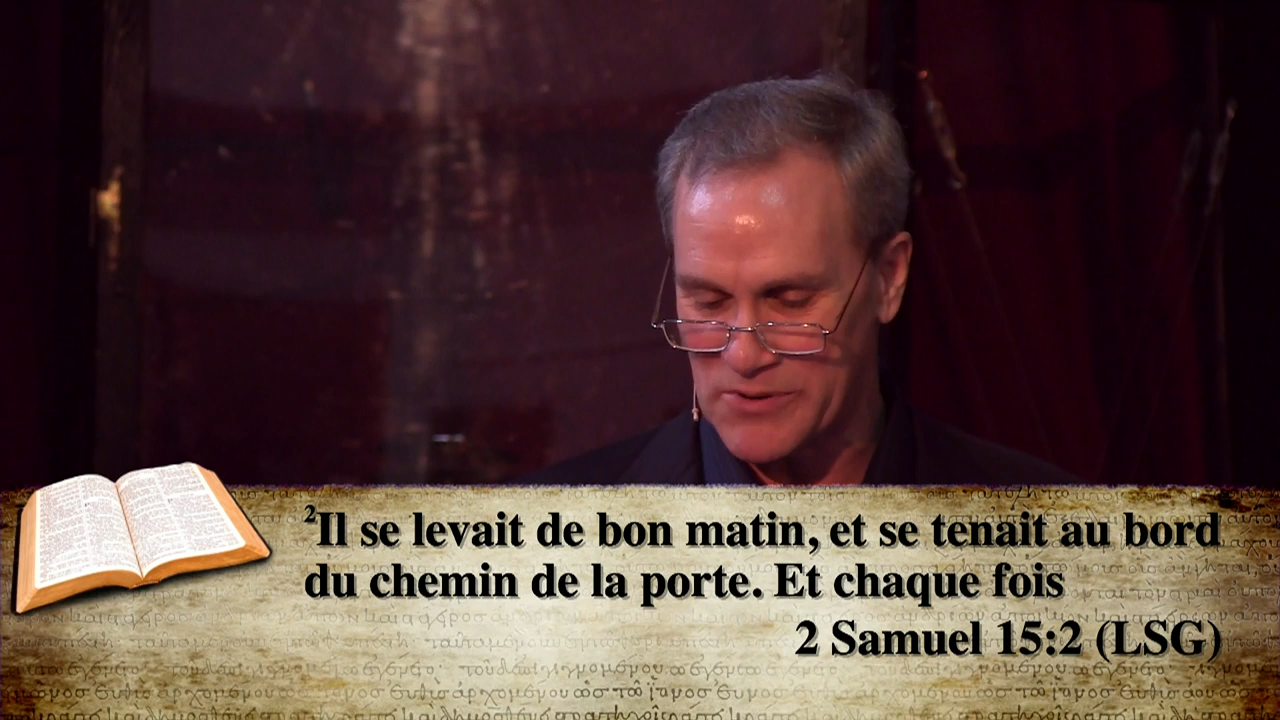 ²Il se levait de bon matin, et se tenait au bord
du chemin de la porte. Et chaque fois
2 Samuel 15:2 (LSG)